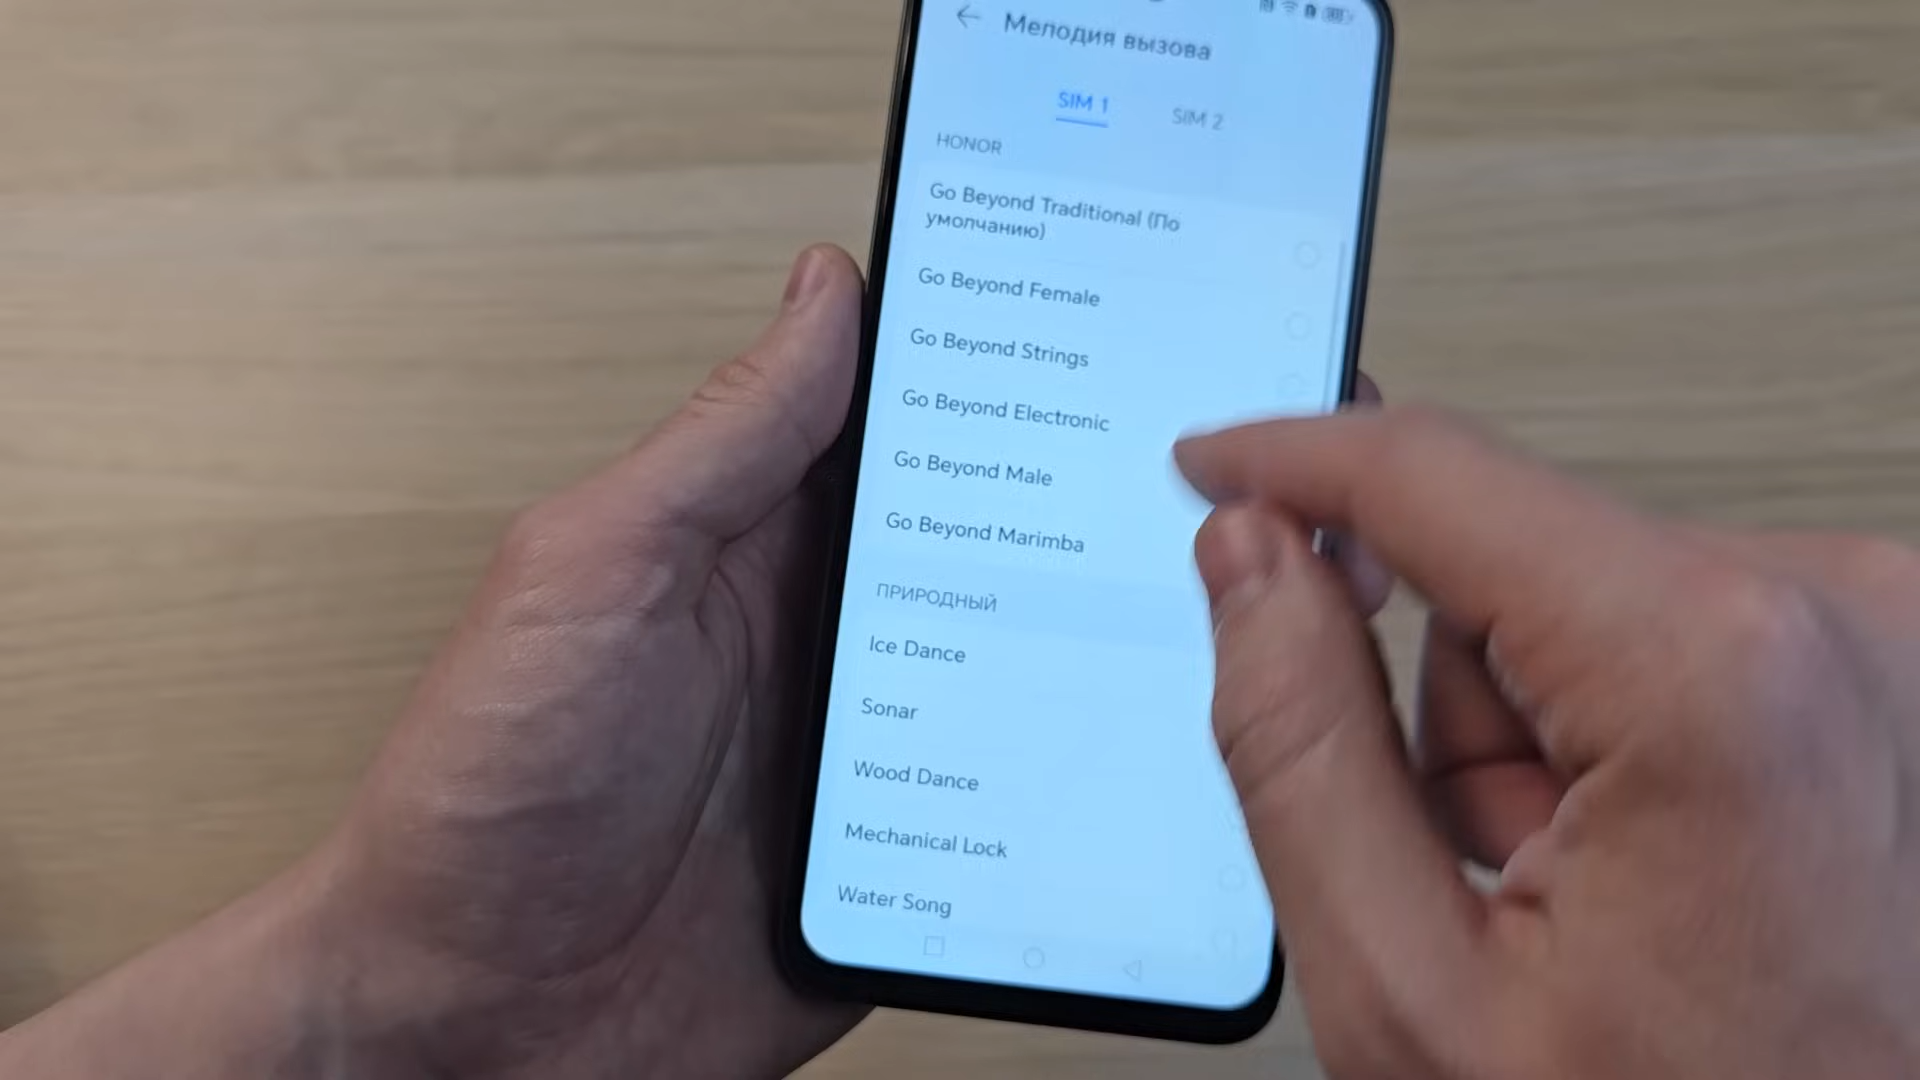 Мелодия вызова
SIM 1 SIM 2
HONOR
Go Beyond Traditional (По
умолчанию)
Go Beyond Female
Go Beyond Strings
Go Beyond Electronic
Go Beyond Male
Go Beyond Marimba
ПРИРОДНЫЙ
Ice Dance
Sonar
Wood Dance
Mechanical Lock
Water Song